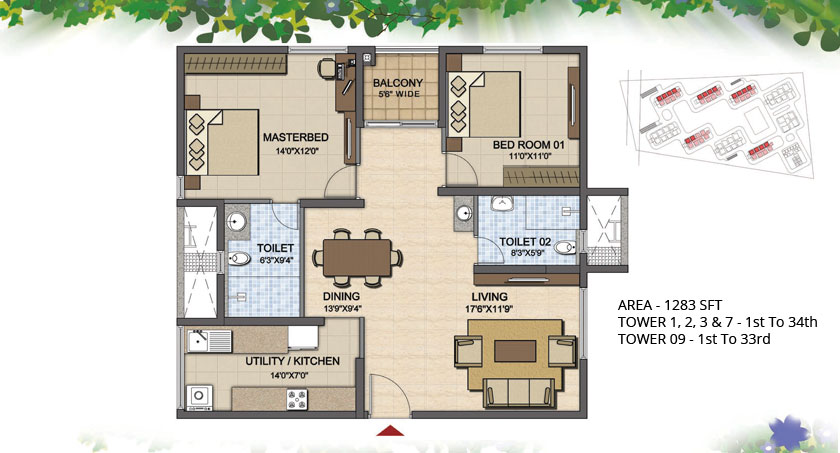 BALCONY
5'8" WIDE
MASTERBED
14'0"X12'0"
BED ROOM 01
11'0"X11'0"
TOILET
6'3"X9'4"
TOILET 02
8'3"X5'9"
DINING
13'9"X9'4"
LIVING
17'6"X11'9"
UTILITY / KITCHEN
14'0"X7'0"
AREA - 1283 SFT
TOWER 1, 2, 3 & 7 - 1st To 34th
TOWER 09 - 1st To 33rd